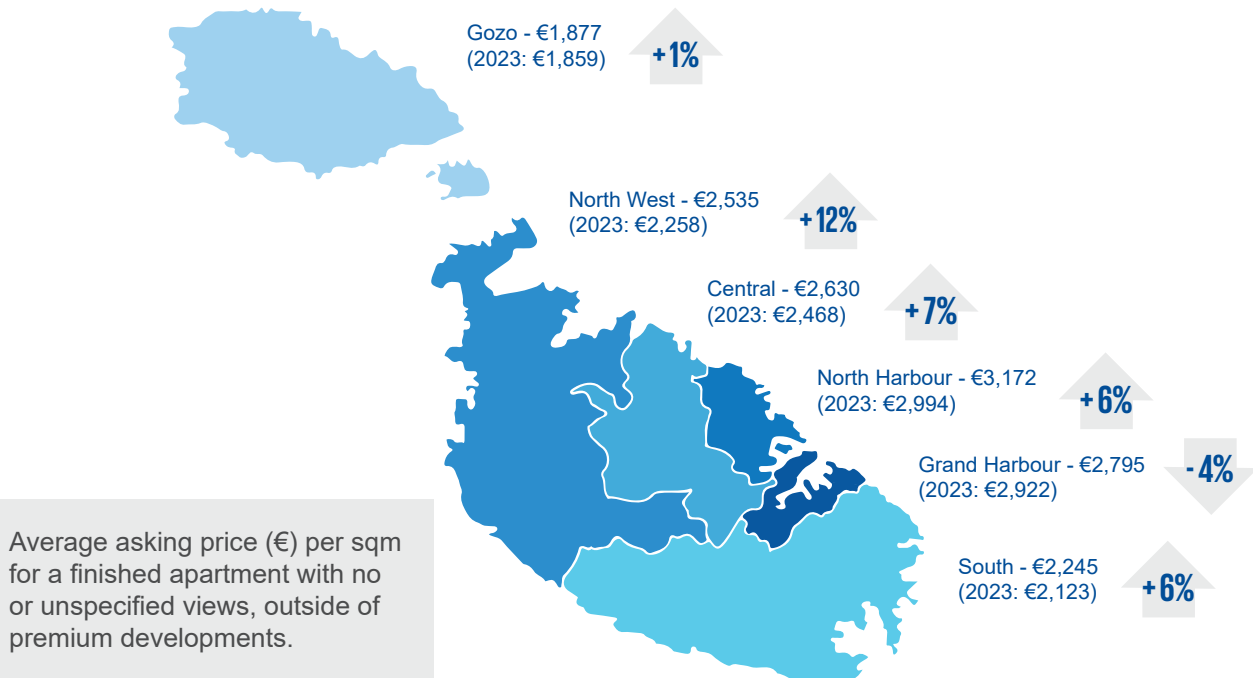 Gozo - €1,877
(2023: €1,859)
+1%
North West - €2,535
(2023: €2,258)
+12%
Central - €2,630
(2023: €2,468)
+7%
North Harbour - €3,172
(2023: €2,994)
+6%
Grand Harbour - €2,795
(2023: €2,922)
-4%
South - €2,245
(2023: €2,123)
+6%
Average asking price (€) per sqm
for a finished apartment with no
or unspecified views, outside of
premium developments.